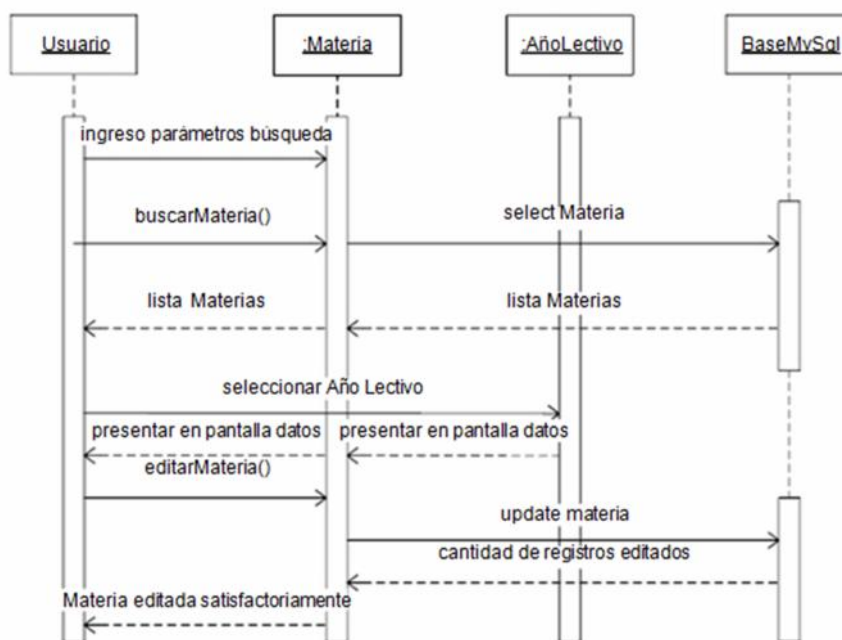 Usuario
:Materia
:AñoLectivo
BaseMySql
ingreso parámetros búsqueda
buscarMateria()
select Materia
lista Materias
lista Materias
seleccionar Año Lectivo
presentar en pantalla datos
presentar en pantalla datos
editarMateria()
update materia
cantidad de registros editados
Materia editada satisfactoriamente